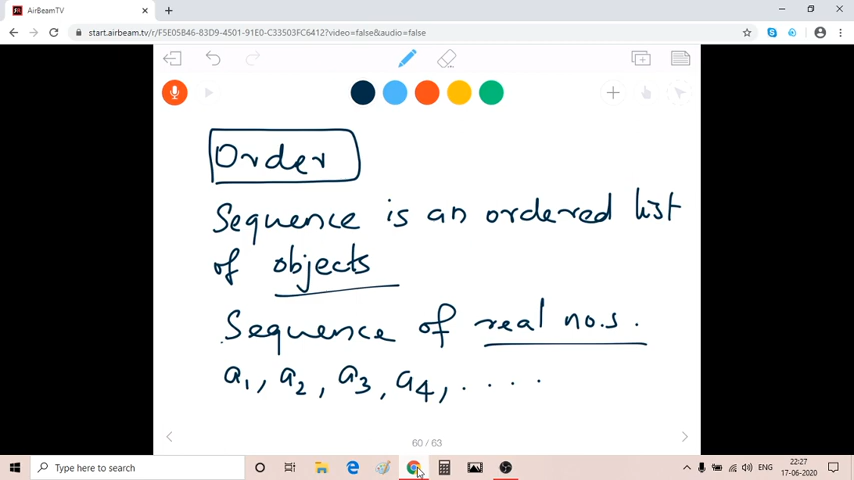 AirBeamTV
start.airbeam.tv/r/F5E05B46-83D9-4501-91E0-C33503FC6412?video=false&audio=false
Order
Sequence is an ordered list
of objects
Sequence of real no.s.
a₁, a₂, a₃, a₄, . . . .
60 / 63
Type here to search
ENG
22:27
17-06-2020